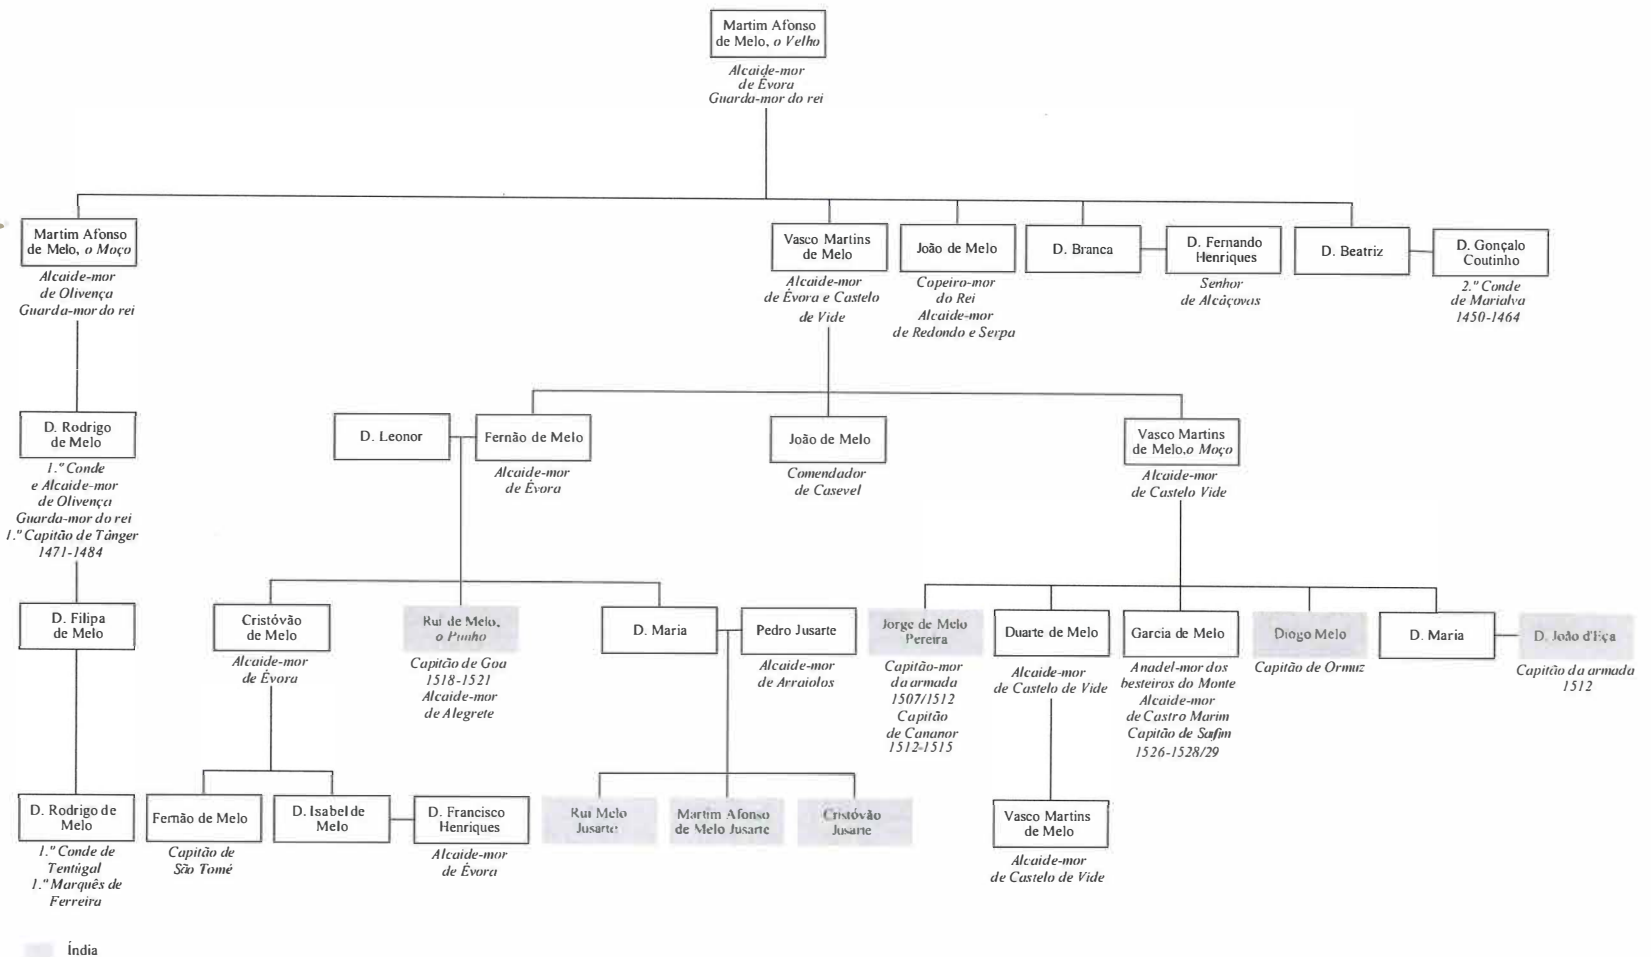 Martim Afonso
de Melo, o Velho
Alcaide-mor
de Évora
Guarda-mor do rei
Martim Afonso
de Melo, o Moço
Alcaide-mor
de Olivença
Guarda-mor do rei
Vasco Martins
de Melo
Alcaide-mor
de Évora e Castelo
de Vide
João de Melo
Copeiro-mor
do Rei
Alcaide-mor
de Redondo e Serpa
D. Branca
D. Fernando
Henriques
Senhor
de Alcáçovas
D. Beatriz
D. Gonçalo
Coutinho
2.º Conde
de Marialva
1450-1464
D. Rodrigo
de Melo
1.º Conde
e Alcaide-mor
de Olivença
Guarda-mor do rei
1.º Capitão de Tânger
1471-1484
D. Leonor
Fernão de Melo
Alcaide-mor
de Évora
João de Melo
Comendador
de Casevel
Vasco Martins
de Melo,o Moço
Alcaide-mor
de Castelo Vide
D. Filipa
de Melo
Cristóvão
de Melo
Alcaide-mor
de Évora
Rui de Melo,
o Punho
Capitão de Goa
1518-1521
Alcaide-mor
de Alegrete
D. Maria
Pedro Jusarte
Alcaide-mor
de Arraiolos
Jorge de Melo
Pereira
Capitão-mor
da armada
1507/1512
Capitão
de Cananor
1512-1515
Duarte de Melo
Alcaide-mor
de Castelo de Vide
Garcia de Melo
Anadel-mor dos
besteiros do Monte
Alcaide-mor
de Castro Marim
Capitão de Safim
1526-1528/29
Diogo Melo
Capitão de Ormuz
D. Maria
D. João d'Eça
Capitão da armada
1512
D. Rodrigo de
Melo
1.º Conde de
Tentúgal
1.º Marquês de
Ferreira
Fernão de Melo
Capitão de
São Tomé
D. Isabel de
Melo
D. Francisco
Henriques
Alcaide-mor
de Évora
Rui Melo
Jusarte
Martim Afonso
de Melo Jusarte
Cristóvão
Jusarte
Vasco Martins
de Melo
Alcaide-mor
de Castelo de Vide
Índia